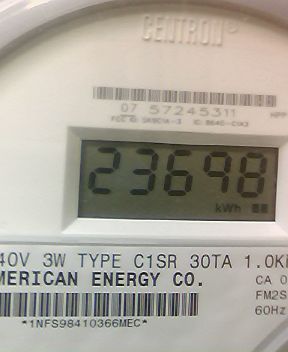 CENTRON®
07 57245311
23698
kWh
40V 3W TYPE C1SR 30TA 1.0K
MERICAN ENERGY CO.
CA 0
FM2S
60Hz
*1NFS98410366MEC*